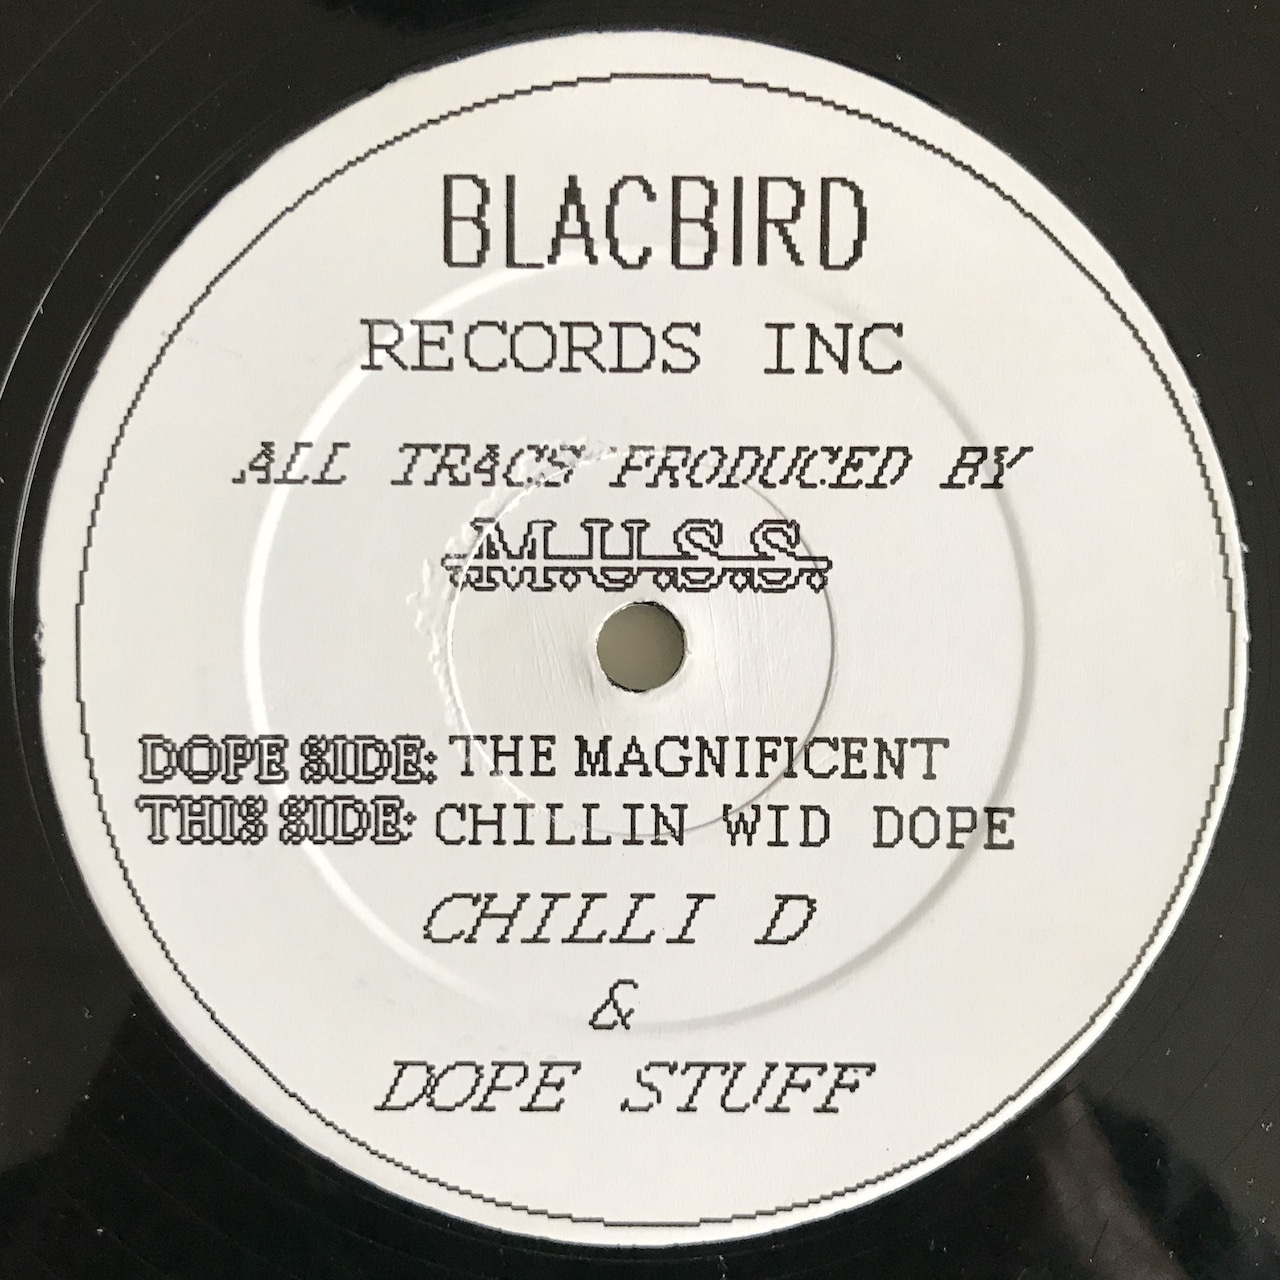 BLACBIRD
RECORDS INC
ALL TRACS PRODUCED BY
M.U.S.S.
DOPE SIDE: THE MAGNIFICENT
THIS SIDE: CHILLIN WID DOPE
CHILLI D
&
DOPE STUFF